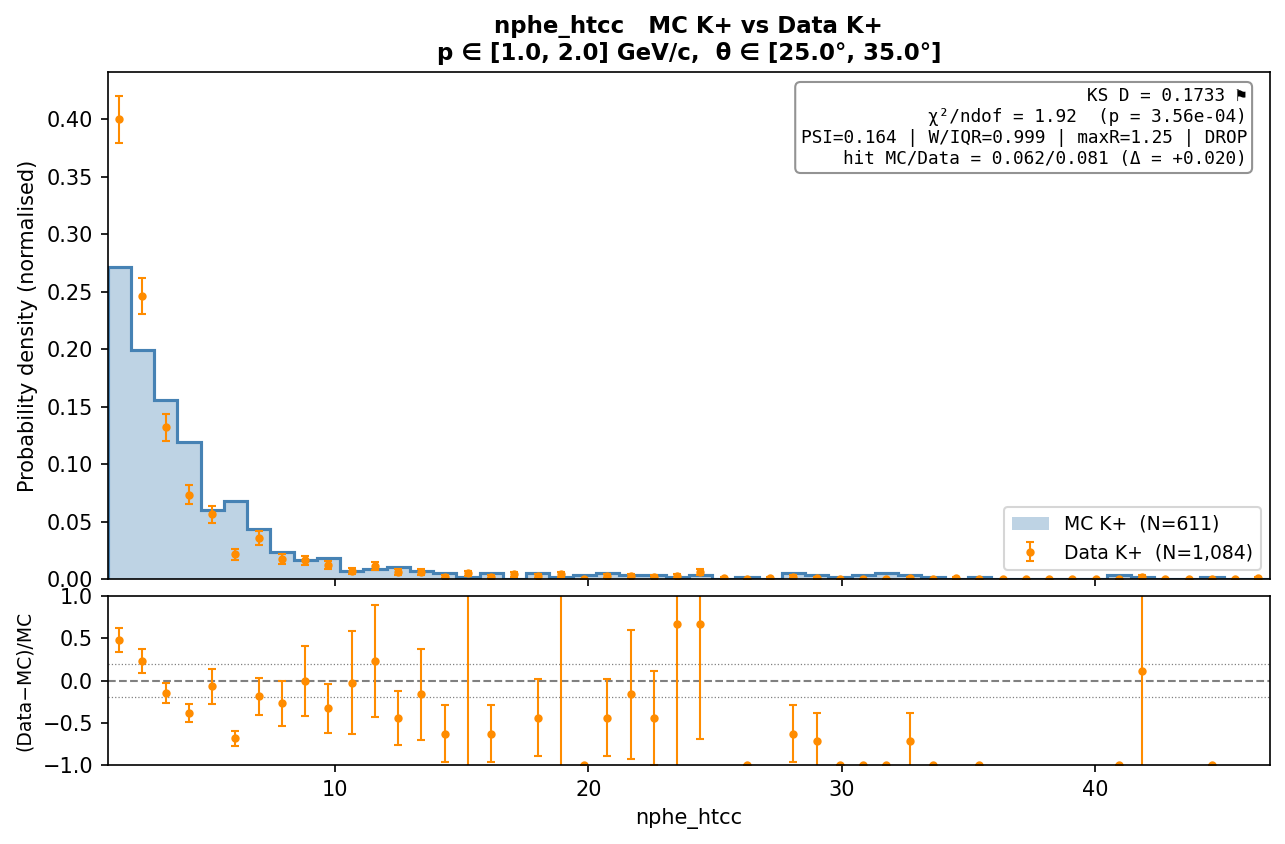 nphe_htcc   MC K+ vs Data K+
p ∈ [1.0, 2.0] GeV/c,  θ ∈ [25.0°, 35.0°]
KS D = 0.1733 ⚑
χ²/ndof = 1.92  (p = 3.56e-04)
PSI=0.164 | W/IQR=0.999 | maxR=1.25 | DROP
hit MC/Data = 0.062/0.081 (Δ = +0.020)
Probability density (normalised)
0.40
0.35
0.30
0.25
0.20
0.15
0.10
0.05
0.00
MC K+  (N=611)
Data K+  (N=1,084)
(Data−MC)/MC
1.0
0.5
0.0
−0.5
−1.0
10 20 30 40
nphe_htcc